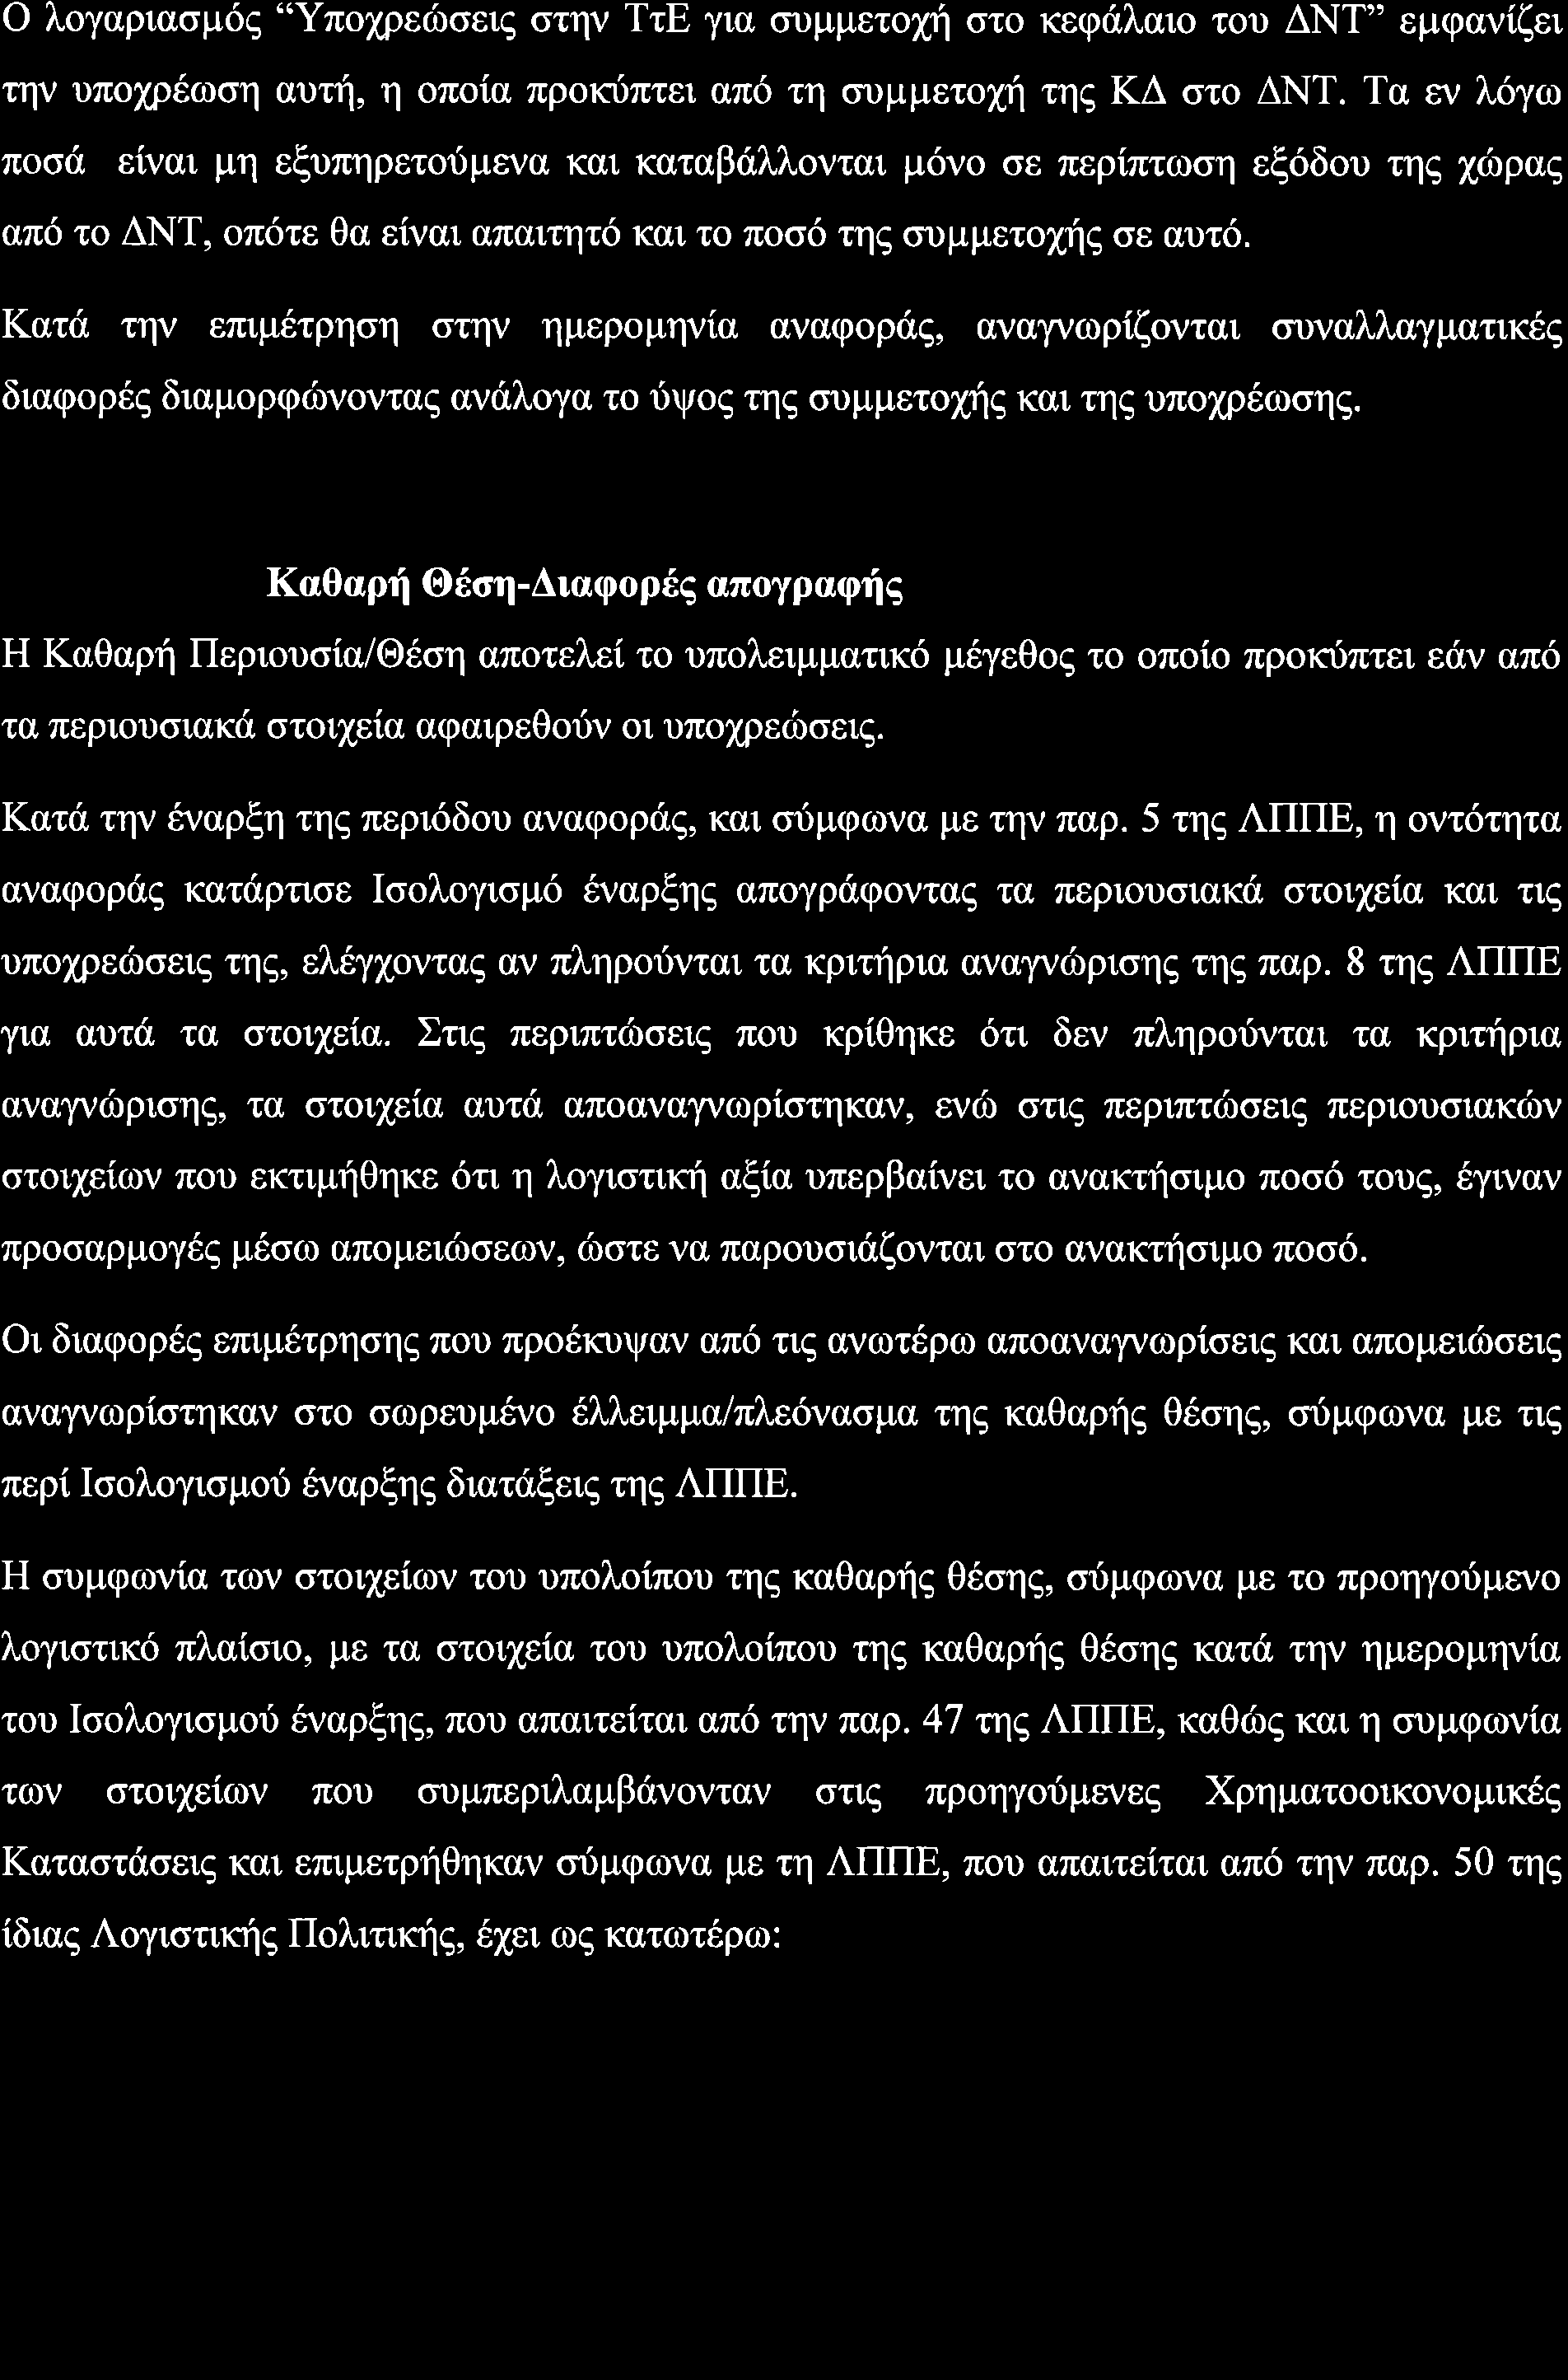 Ο λογαριασμός “Υποχρεώσεις στην ΤτΕ για συμμετοχή στο κεφάλαιο του ΔΝΤ” εμφανίζει
την υποχρέωση αυτή, η οποία προκύπτει από τη συμμετοχή της ΚΔ στο ΔΝΤ. Τα εν λόγω
ποσά είναι μη εξυπηρετούμενα και καταβάλλονται μόνο σε περίπτωση εξόδου της χώρας
από το ΔΝΤ, οπότε θα είναι απαιτητό και το ποσό της συμμετοχής σε αυτό.
Κατά την επιμέτρηση στην ημερομηνία αναφοράς, αναγνωρίζονται συναλλαγματικές
διαφορές διαμορφώνοντας ανάλογα το ύψος της συμμετοχής και της υποχρέωσης.
Καθαρή Θέση-Διαφορές απογραφής
Η Καθαρή Περιουσία/Θέση αποτελεί το υπολειμματικό μέγεθος το οποίο προκύπτει εάν από
τα περιουσιακά στοιχεία αφαιρεθούν οι υποχρεώσεις.
Κατά την έναρξη της περιόδου αναφοράς, και σύμφωνα με την παρ. 5 της ΛΠΠΕ, η οντότητα
αναφοράς κατάρτισε Ισολογισμό έναρξης απογράφοντας τα περιουσιακά στοιχεία και τις
υποχρεώσεις της, ελέγχοντας αν πληρούνται τα κριτήρια αναγνώρισης της παρ. 8 της ΛΠΠΕ
για αυτά τα στοιχεία. Στις περιπτώσεις που κρίθηκε ότι δεν πληρούνται τα κριτήρια
αναγνώρισης, τα στοιχεία αυτά αποαναγνωρίστηκαν, ενώ στις περιπτώσεις περιουσιακών
στοιχείων που εκτιμήθηκε ότι η λογιστική αξία υπερβαίνει το ανακτήσιμο ποσό τους, έγιναν
προσαρμογές μέσω απομειώσεων, ώστε να παρουσιάζονται στο ανακτήσιμο ποσό.
Οι διαφορές επιμέτρησης που προέκυψαν από τις ανωτέρω αποαναγνωρίσεις και απομειώσεις
αναγνωρίστηκαν στο σωρευμένο έλλειμμα/πλεόνασμα της καθαρής θέσης, σύμφωνα με τις
περί Ισολογισμού έναρξης διατάξεις της ΛΠΠΕ.
Η συμφωνία των στοιχείων του υπολοίπου της καθαρής θέσης, σύμφωνα με το προηγούμενο
λογιστικό πλαίσιο, με τα στοιχεία του υπολοίπου της καθαρής θέσης κατά την ημερομηνία
του Ισολογισμού έναρξης, που απαιτείται από την παρ. 47 της ΛΠΠΕ, καθώς και η συμφωνία
των στοιχείων που συμπεριλαμβάνονταν στις προηγούμενες Χρηματοοικονομικές
Καταστάσεις και επιμετρήθηκαν σύμφωνα με τη ΛΠΠΕ, που απαιτείται από την παρ. 50 της
ίδιας Λογιστικής Πολιτικής, έχει ως κατωτέρω: